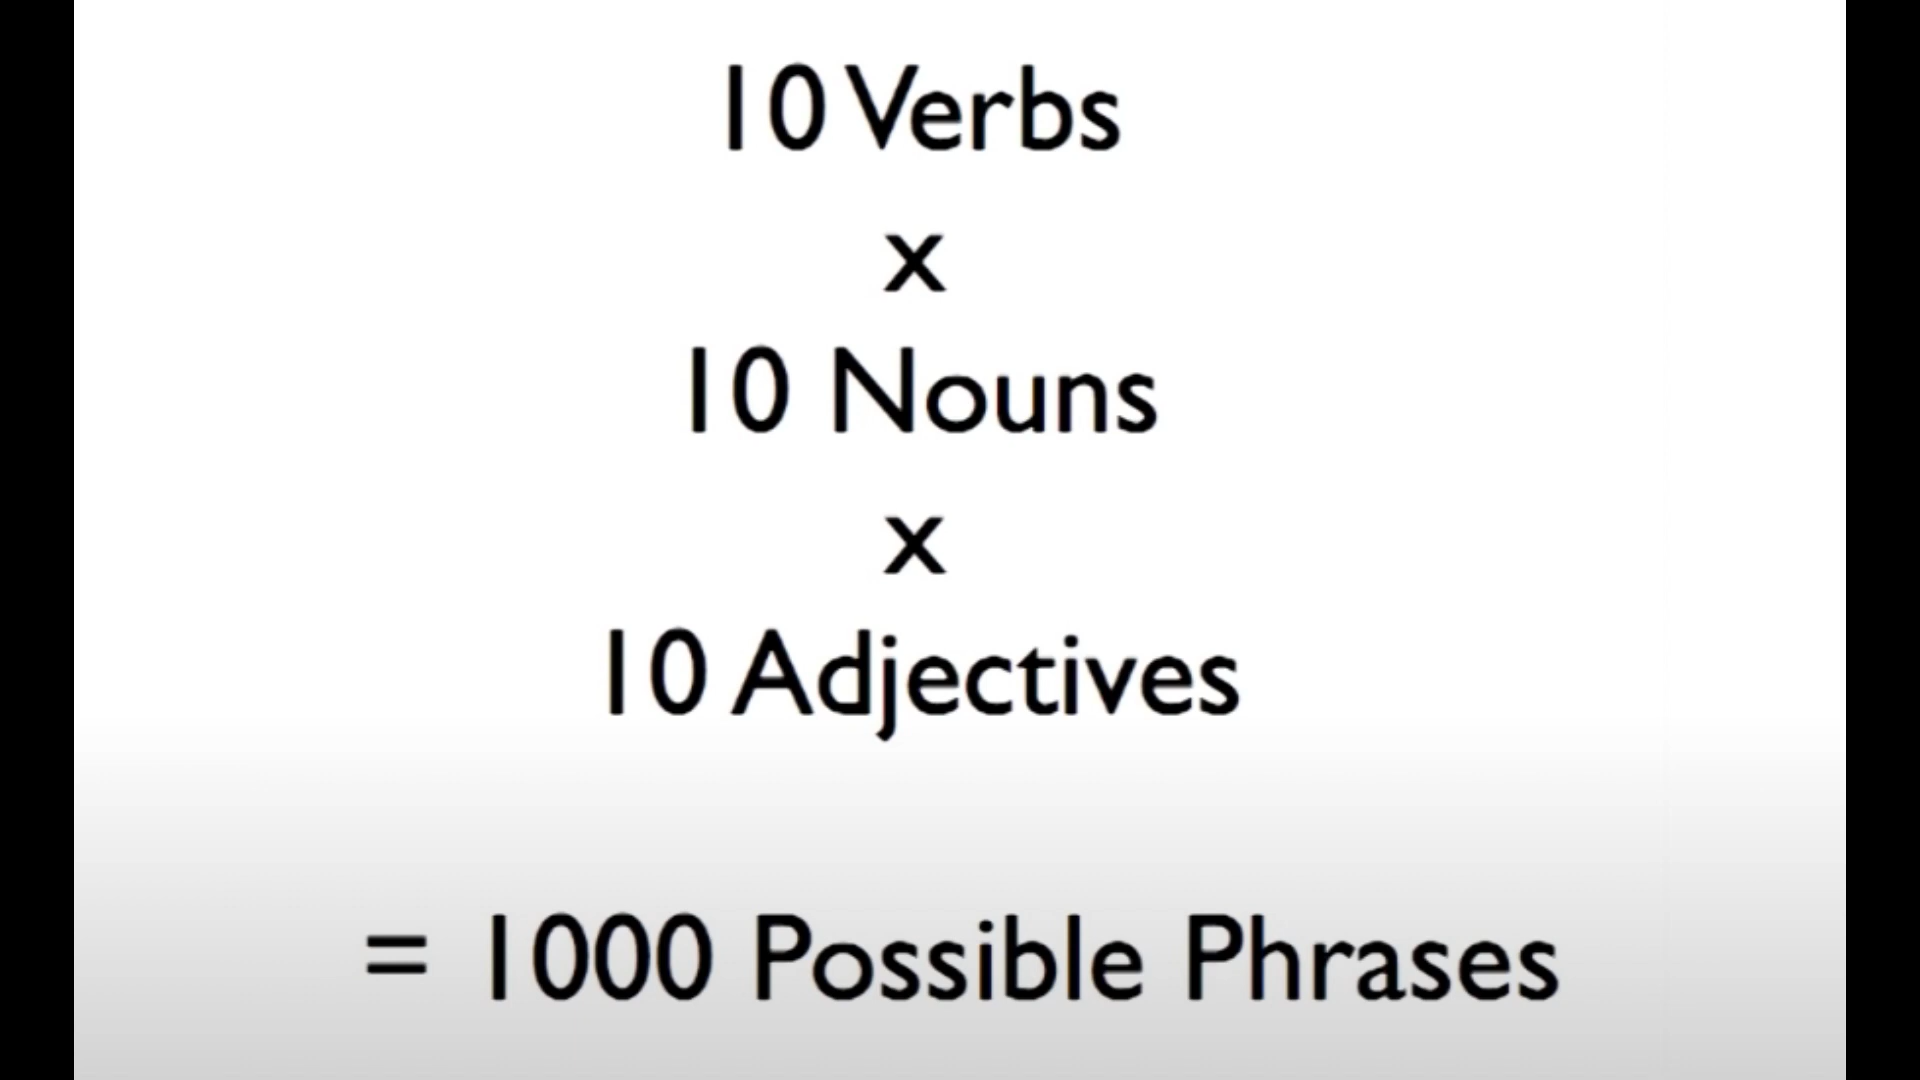 10 Verbs
x
10 Nouns
x
10 Adjectives
= 1000 Possible Phrases